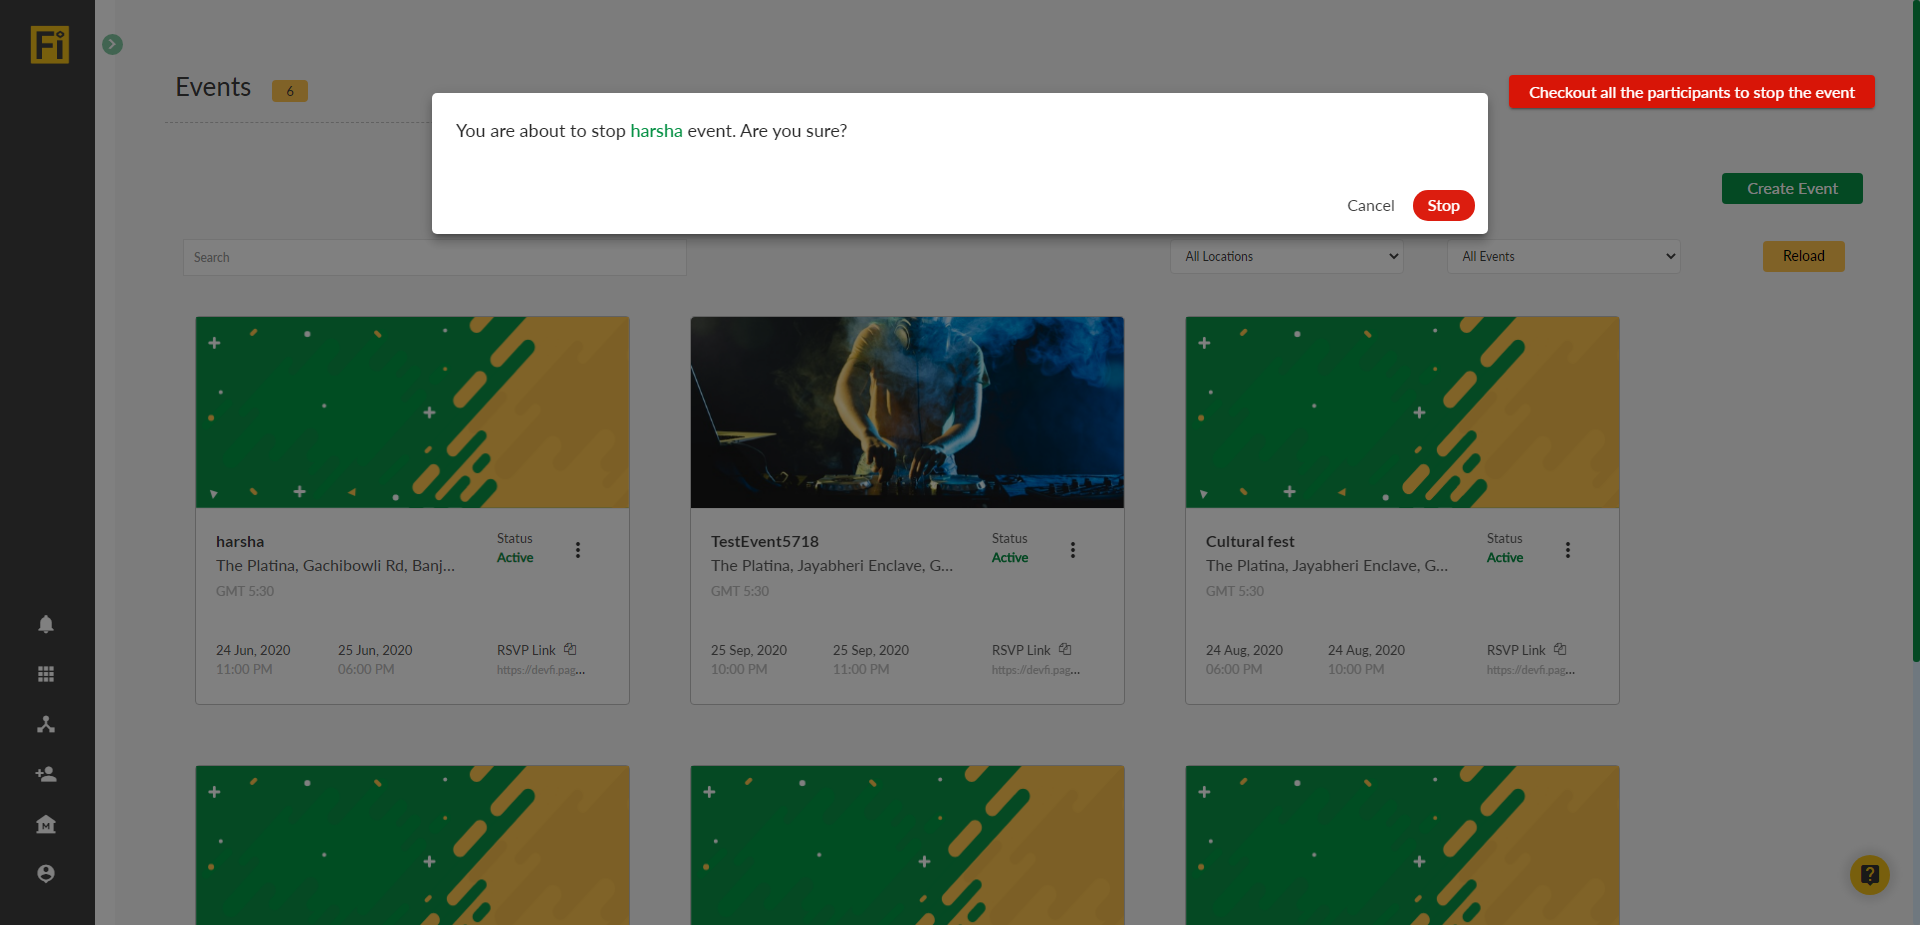 Fi
Events 6
Checkout all the participants to stop the event
You are about to stop harsha event. Are you sure?
Cancel Stop
Create Event
Search All Locations All Events Reload
harsha
The Platina, Gachibowli Rd, Banj...
GMT 5:30
Status
Active
24 Jun, 2020
11:00 PM
25 Jun, 2020
06:00 PM
RSVP Link
https://devfi.pag...
TestEvent5718
The Platina, Jayabheri Enclave, G...
GMT 5:30
Status
Active
25 Sep, 2020
10:00 PM
25 Sep, 2020
11:00 PM
RSVP Link
https://devfi.pag...
Cultural fest
The Platina, Jayabheri Enclave, G...
GMT 5:30
Status
Active
24 Aug, 2020
06:00 PM
24 Aug, 2020
10:00 PM
RSVP Link
https://devfi.pag...
M
?